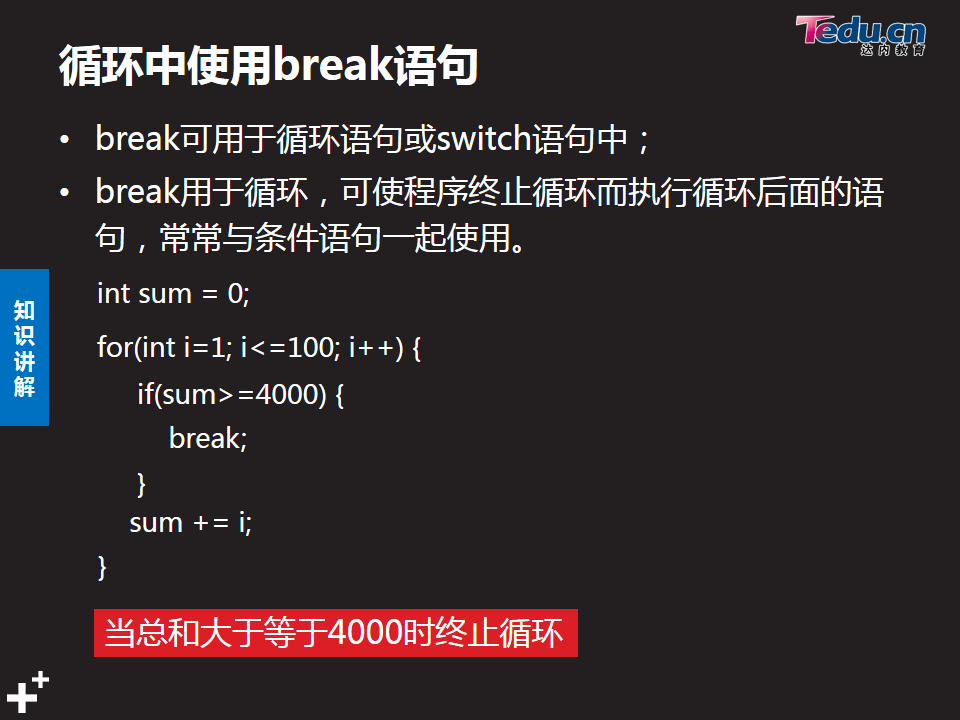 Tedu.cn
达内教育
循环中使用break语句
• break可用于循环语句或switch语句中；
• break用于循环，可使程序终止循环而执行循环后面的语
句，常常与条件语句一起使用。
int sum = 0;
for(int i=1; i<=100; i++) {
if(sum>=4000) {
break;
}
sum += i;
}
知识讲解
当总和大于等于4000时终止循环